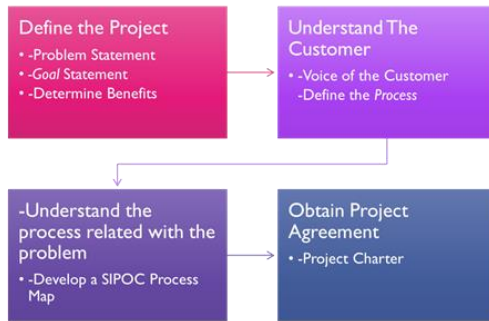 Define the Project
• -Problem Statement
• -Goal Statement
• -Determine Benefits
Understand The
Customer
• -Voice of the Customer
-Define the Process
-Understand the
process related with the
problem
• -Develop a SIPOC Process
Map
Obtain Project
Agreement
• -Project Charter